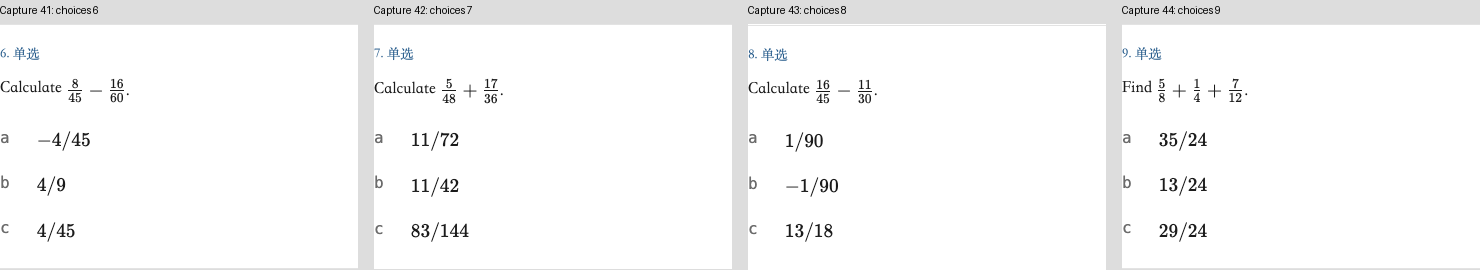 Capture 41: choices6
6. 单选
Calculate 8/45 − 16/60.
a −4/45
b 4/9
c 4/45
Capture 42: choices7
7. 单选
Calculate 5/48 + 17/36.
a 11/72
b 11/42
c 83/144
Capture 43: choices8
8. 单选
Calculate 16/45 − 11/30.
a 1/90
b −1/90
c 13/18
Capture 44: choices9
9. 单选
Find 5/8 + 1/4 + 7/12.
a 35/24
b 13/24
c 29/24